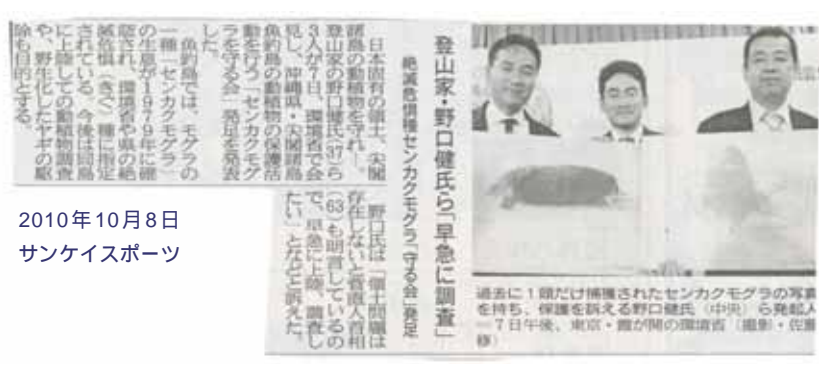 登山家・野口健氏ら「早急に調査」
絶滅危惧種センカクモグラ「守る会」発足
日本固有の領土、尖閣
諸島の動植物を守れ―。
登山家の野口健氏(37)ら
3人が7日、環境省で会
見し、沖縄県・尖閣諸島
魚釣島の動植物の保護活
動を行う「センカクモグ
ラを守る会」発足を発表
した。
魚釣島では、モグラの
一種「センカクモグラ」
の生息が1979年に確
認され、環境省や県の絶
滅危惧(きぐ)種に指定
されている。今後は同島
に上陸しての動植物調査
や、野生化したヤギの駆
除も目的とする。
野口氏は「領土問題は
存在しないと菅直人首相
(63)も明言しているの
で、早急に上陸、調査し
たい」となどと訴えた。
過去に1頭だけ捕獲されたセンカクモグラの写真
を持ち、保護を訴える野口健氏(中央)ら発起人
=7日午後、東京・霞が関の環境省(撮影・佐藤
2010年10月8日
サンケイスポーツ